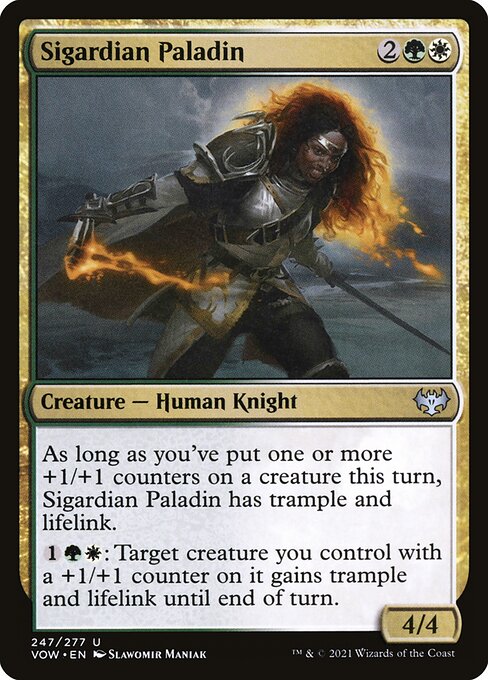 Sigardian Paladin 2
Creature — Human Knight
As long as you've put one or more
+1/+1 counters on a creature this turn,
Sigardian Paladin has trample and
lifelink.
1: Target creature you control with
a +1/+1 counter on it gains trample
and lifelink until end of turn.
4/4
247/277 U
VOW • EN Slawomir Maniak
™ & © 2021 Wizards of the Coast